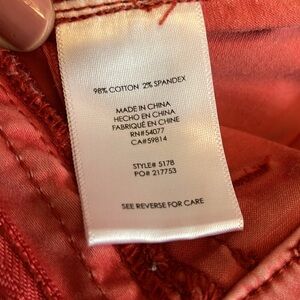 98% COTTON 2% SPANDEX
MADE IN CHINA
HECHO EN CHINA
FABRIQUÉ EN CHINE
RN#54077
CA#59814
STYLE# 5178
PO# 217753
SEE REVERSE FOR CARE